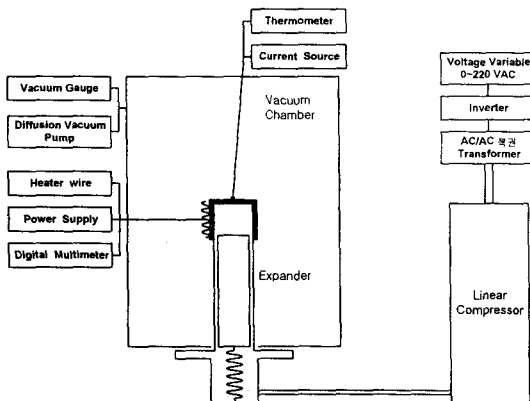 Thermometer
Current Source
Vacuum Gauge
Diffusion Vacuum
Pump
Heater wire
Power Supply
Digital Multimeter
Vacuum
Chamber
Expander
Voltage Variable
0~220 VAC
Inverter
AC/AC 복권
Transformer
Linear
Compressor